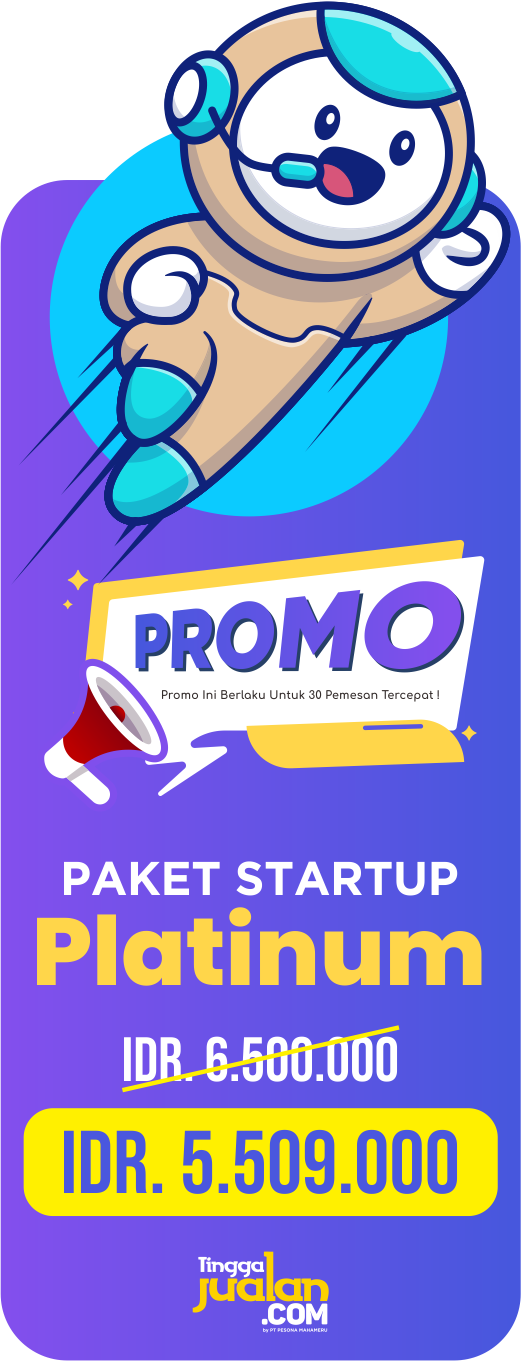 PROMO
Promo Ini Berlaku Untuk 30 Pemesan Tercepat !
PAKET STARTUP
Platinum
IDR. 6.500.000
IDR. 5.509.000
Tingga
jualan
.COM
by PT PESONA MAHAMERU